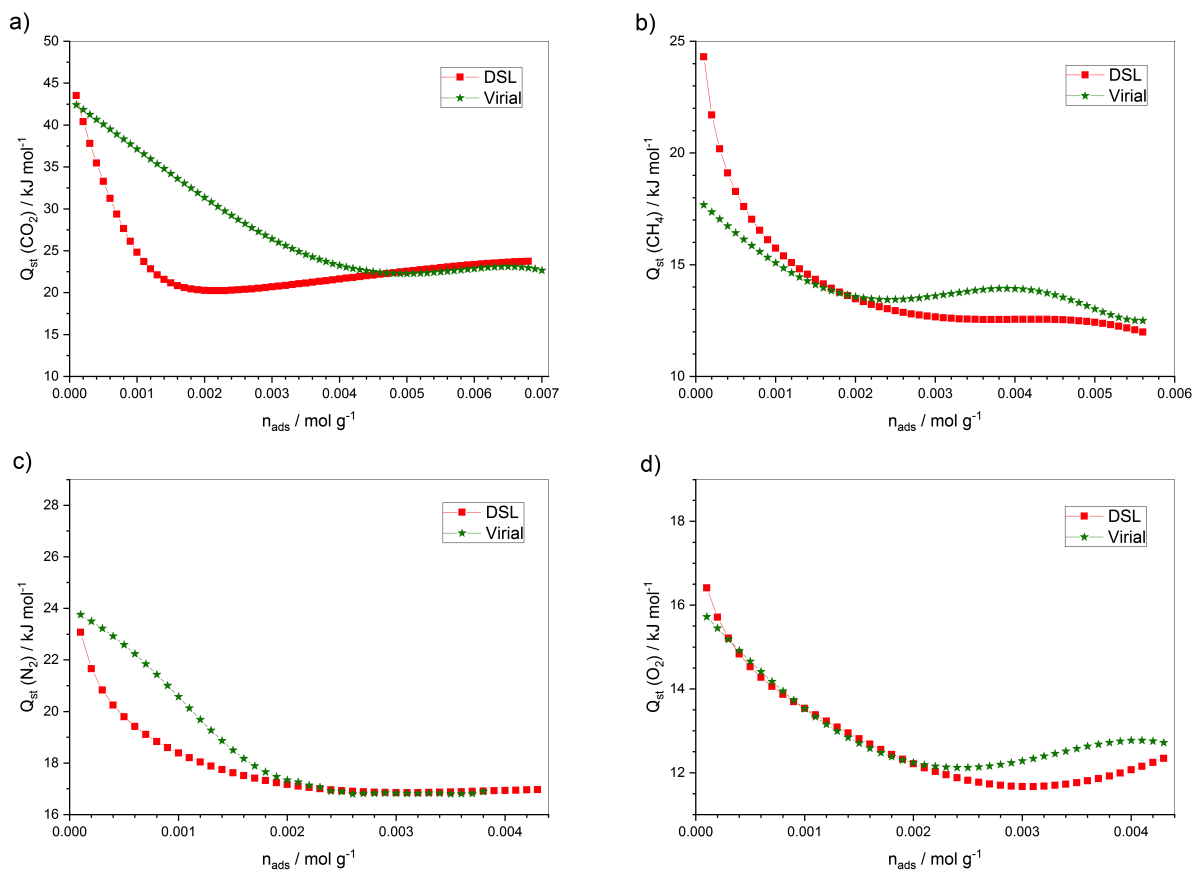 a)
50
45
40
35
30
25
20
15
10
0.000
0.001
0.002
0.003
0.004
0.005
0.006
0.007
Q_st (CO₂) / kJ mol⁻¹
n_ads / mol g⁻¹
DSL
Virial
b)
25
20
15
10
0.000
0.001
0.002
0.003
0.004
0.005
0.006
Q_st (CH₄) / kJ mol⁻¹
n_ads / mol g⁻¹
DSL
Virial
c)
28
26
24
22
20
18
16
0.000
0.001
0.002
0.003
0.004
Q_st (N₂) / kJ mol⁻¹
n_ads / mol g⁻¹
DSL
Virial
d)
18
16
14
12
0.000
0.001
0.002
0.003
0.004
Q_st (O₂) / kJ mol⁻¹
n_ads / mol g⁻¹
DSL
Virial